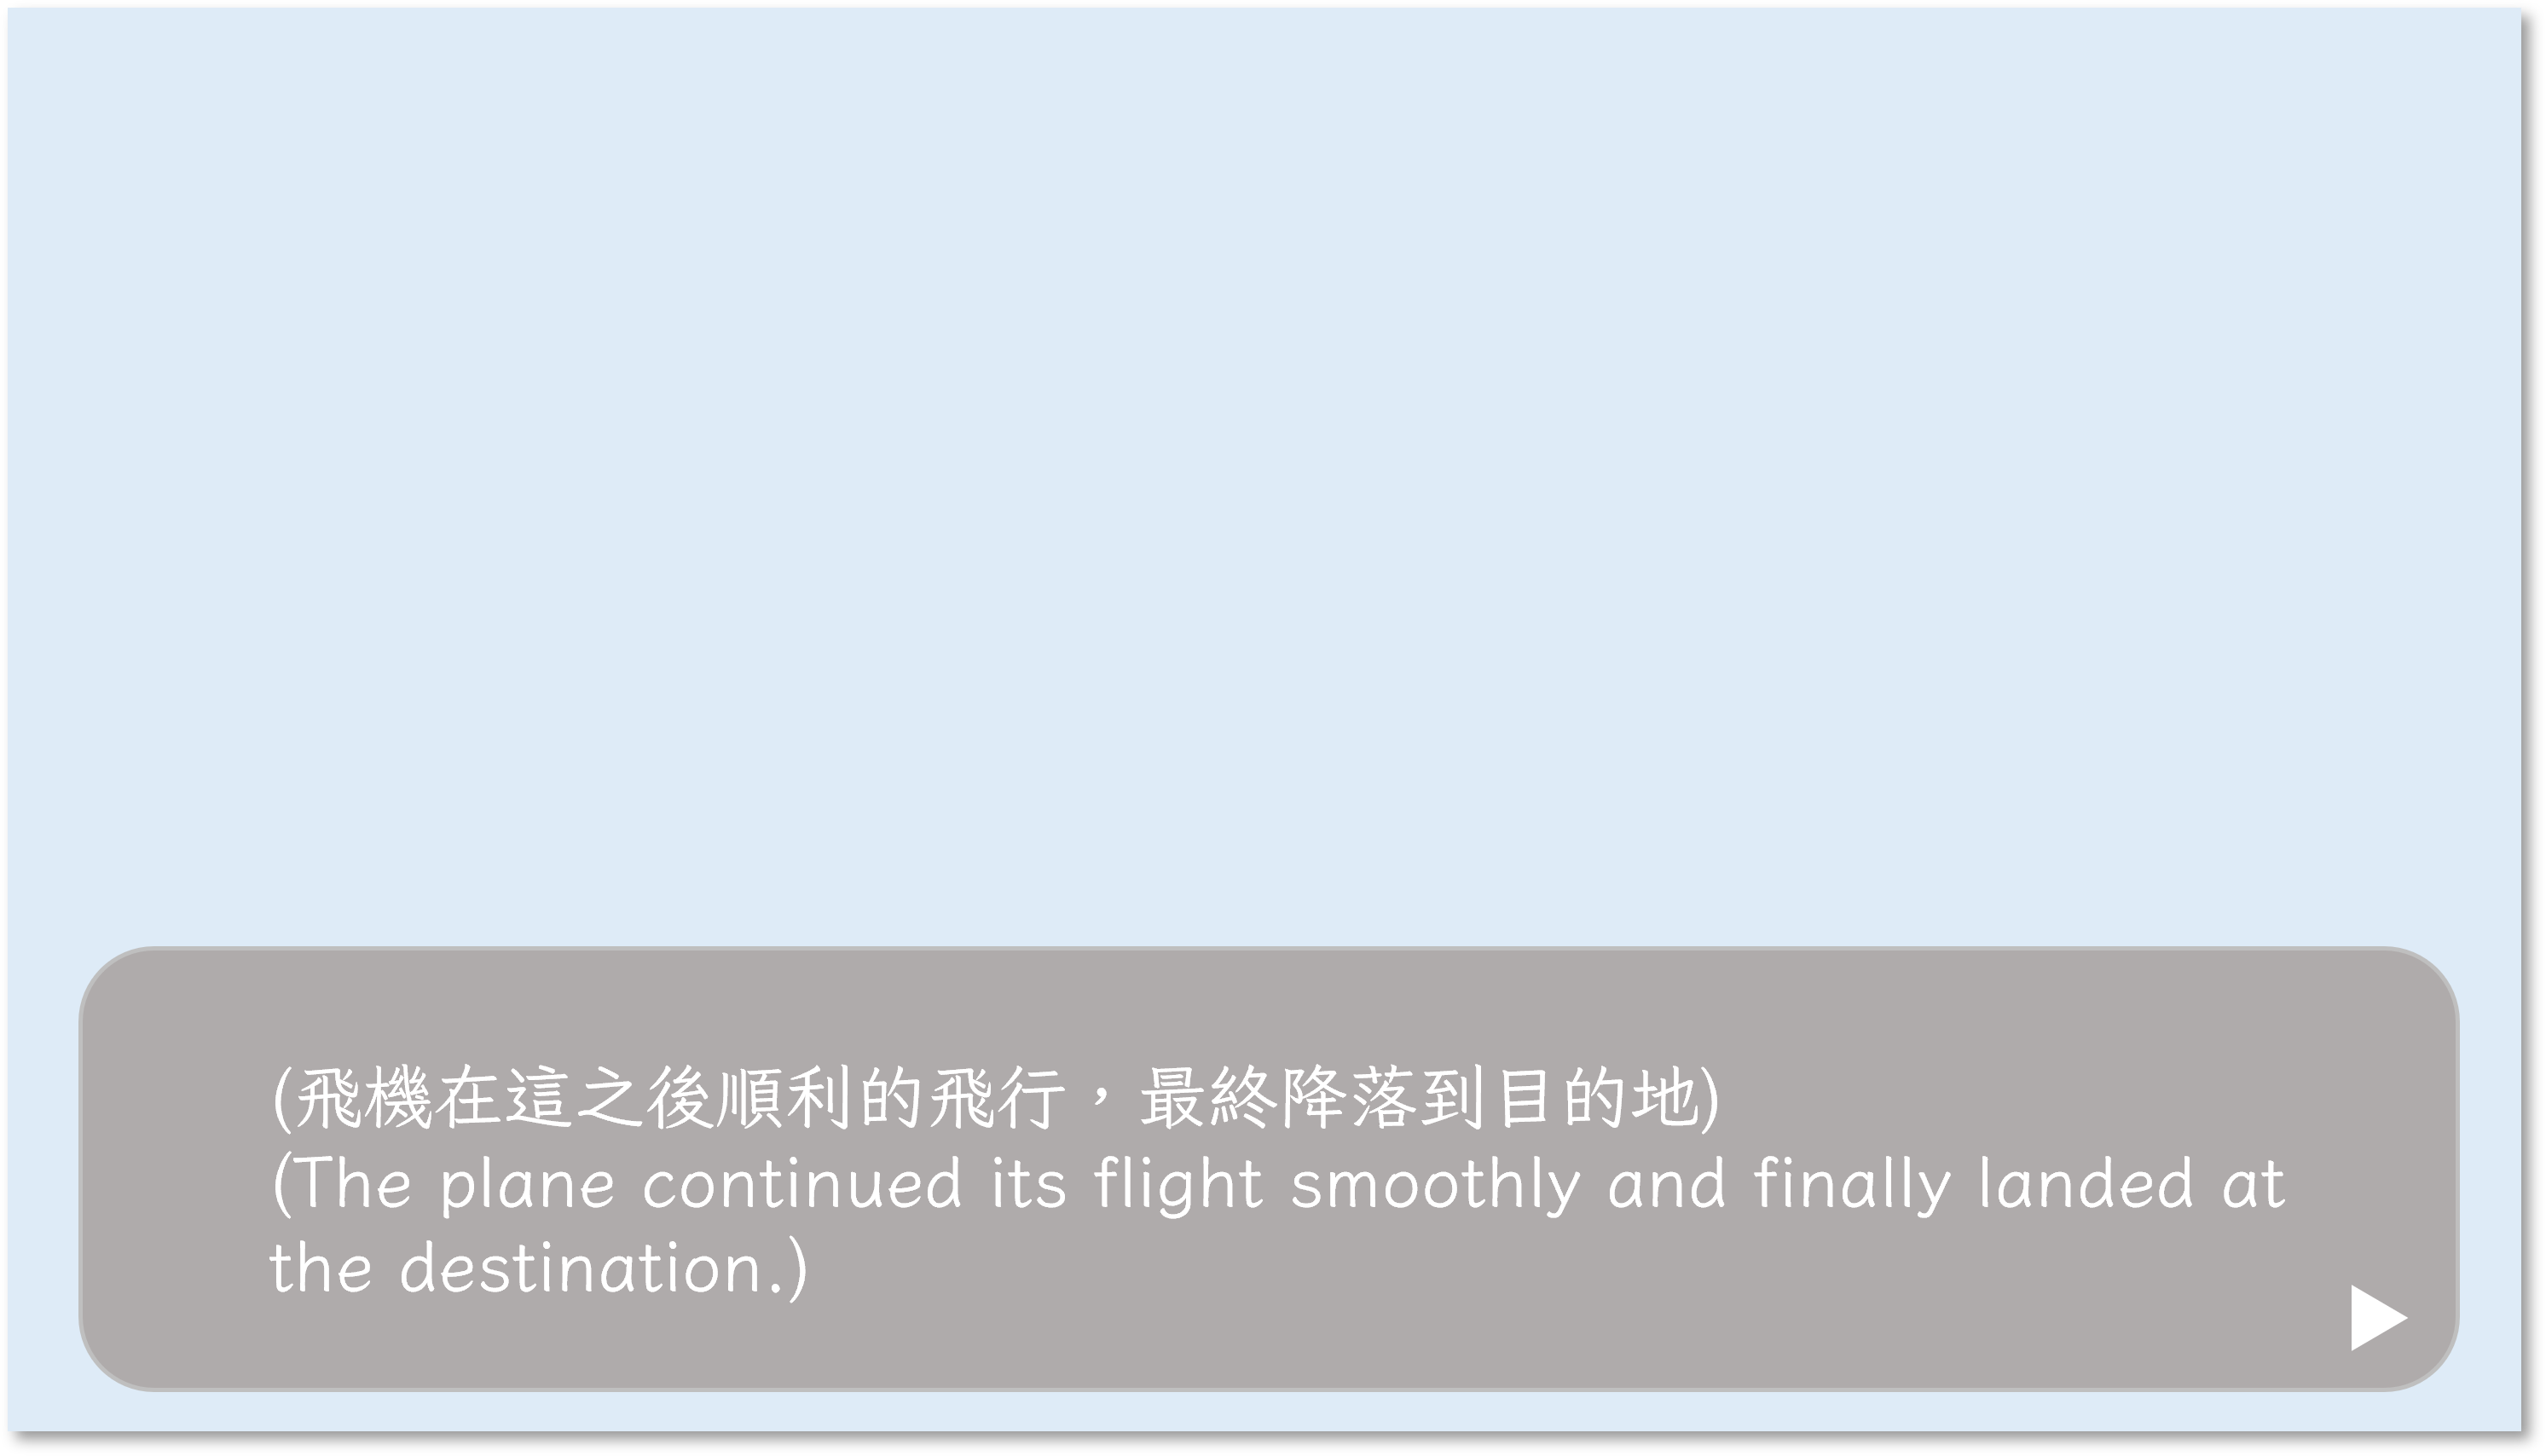 (飛機在這之後順利的飛行，最終降落到目的地)
(The plane continued its flight smoothly and finally landed at
the destination.)